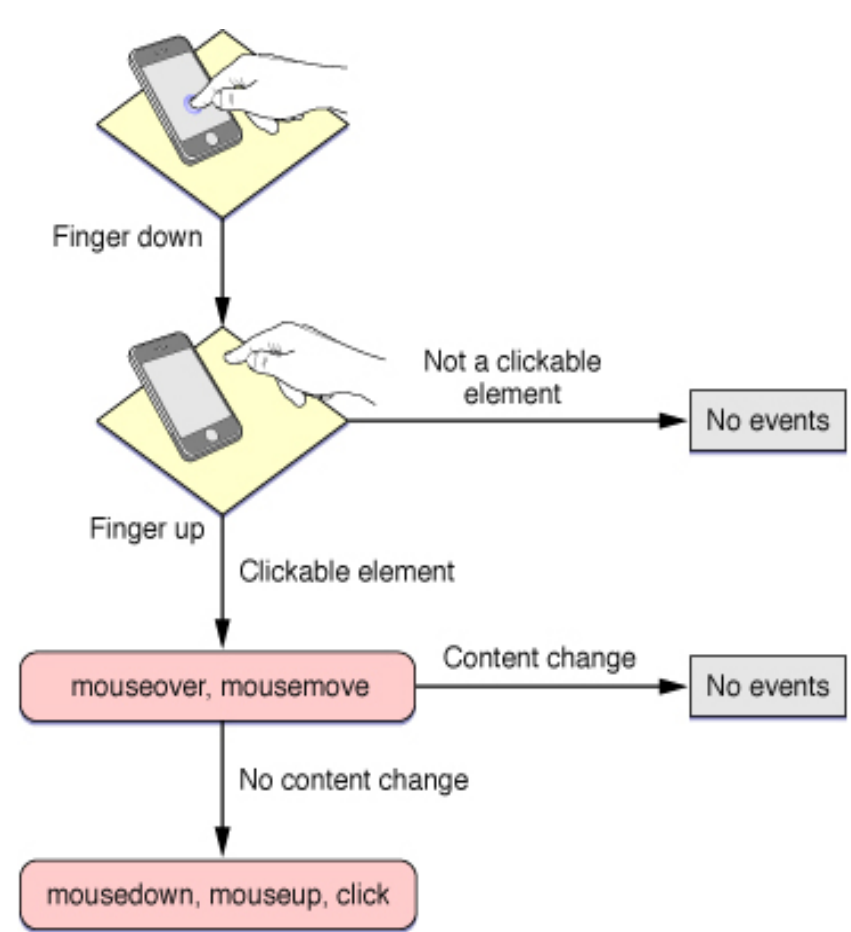 Finger down
Not a clickable
element
No events
Finger up
Clickable element
mouseover, mousemove
Content change
No events
No content change
mousedown, mouseup, click